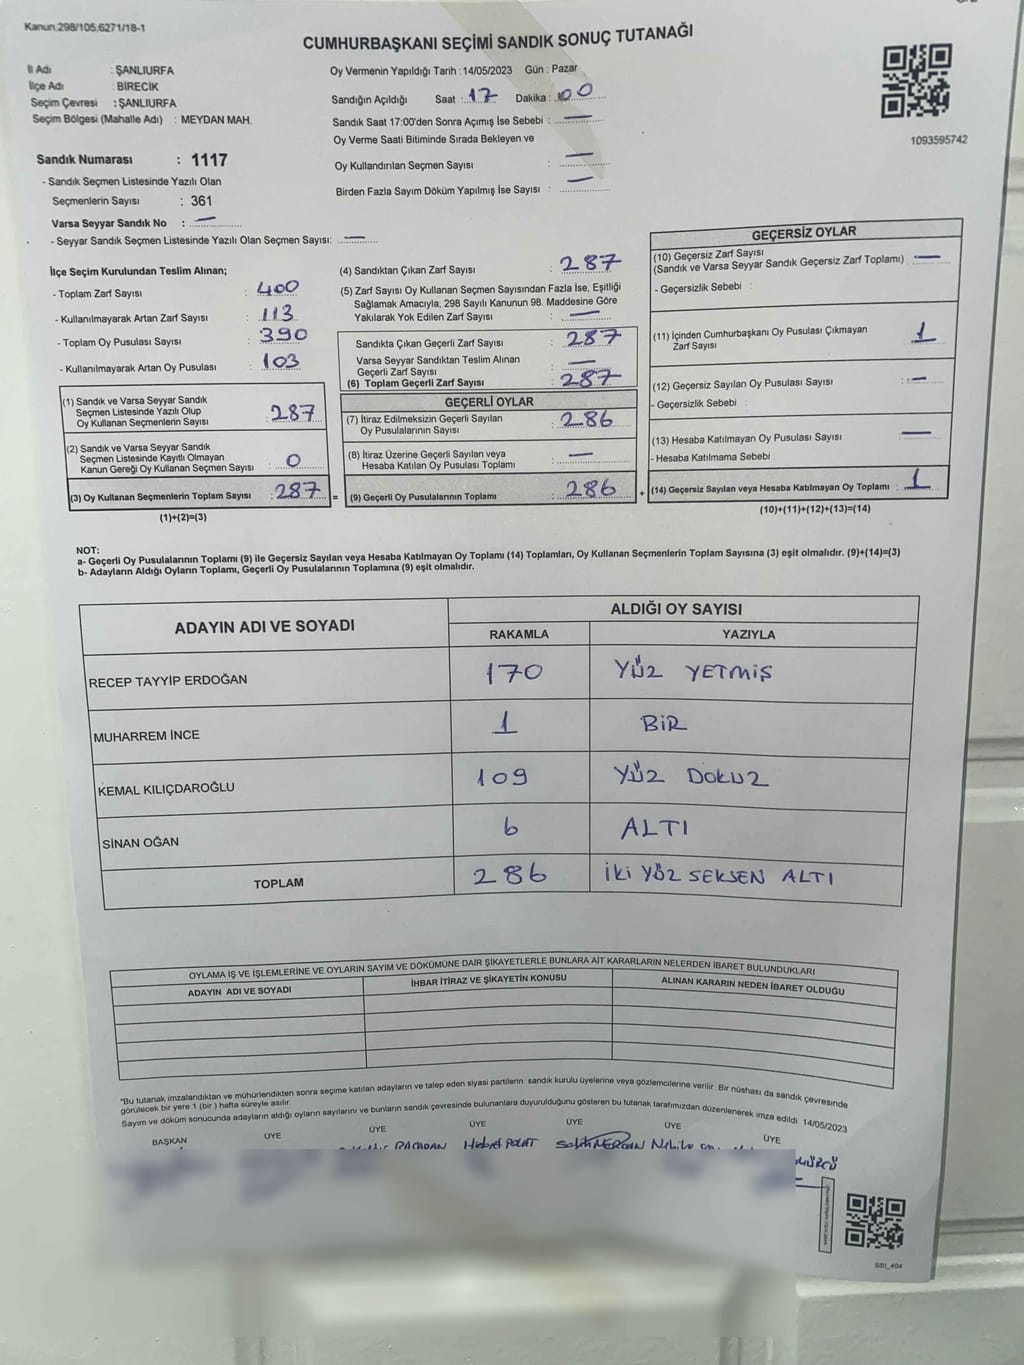 Kanun:298/105,6271/18-1
CUMHURBAŞKANI SEÇİMİ SANDIK SONUÇ TUTANAĞI
İl Adı : ŞANLIURFA
İlçe Adı : BİRECİK
Seçim Çevresi : ŞANLIURFA
Seçim Bölgesi (Mahalle Adı) : MEYDAN MAH.
Oy Vermenin Yapıldığı Tarih : 14/05/2023 Gün : Pazar
Sandığın Açıldığı Saat : 17 Dakika : 00
Sandık Saat 17:00'den Sonra Açımış İse Sebebi : —
Oy Verme Saati Bitiminde Sırada Bekleyen ve
Oy Kullandırılan Seçmen Sayısı : —
Birden Fazla Sayım Döküm Yapılmış İse Sayısı : —
1093595742
Sandık Numarası : 1117
- Sandık Seçmen Listesinde Yazılı Olan
Seçmenlerin Sayısı : 361
Varsa Seyyar Sandık No : —
- Seyyar Sandık Seçmen Listesinde Yazılı Olan Seçmen Sayısı: —
İlçe Seçim Kurulundan Teslim Alınan;
- Toplam Zarf Sayısı : 400
- Kullanılmayarak Artan Zarf Sayısı : 113
- Toplam Oy Pusulası Sayısı : 390
- Kullanılmayarak Artan Oy Pusulası : 103
(1) Sandık ve Varsa Seyyar Sandık
Seçmen Listesinde Yazılı Olup
Oy Kullanan Seçmenlerin Sayısı : 287
(2) Sandık ve Varsa Seyyar Sandık
Seçmen Listesinde Kayıtlı Olmayan
Kanun Gereği Oy Kullanan Seçmen Sayısı : 0
(3) Oy Kullanan Seçmenlerin Toplam Sayısı : 287 =
(1)+(2)=(3)
(4) Sandıktan Çıkan Zarf Sayısı : 287
(5) Zarf Sayısı Oy Kullanan Seçmen Sayısından Fazla İse, Eşitliği
Sağlamak Amacıyla; 298 Sayılı Kanunun 98. Maddesine Göre
Yakılarak Yok Edilen Zarf Sayısı : —
Sandıkta Çıkan Geçerli Zarf Sayısı : 287
Varsa Seyyar Sandıktan Teslim Alınan
Geçerli Zarf Sayısı : —
(6) Toplam Geçerli Zarf Sayısı : 287
GEÇERLİ OYLAR
(7) İtiraz Edilmeksizin Geçerli Sayılan
Oy Pusulalarının Sayısı : 286
(8) İtiraz Üzerine Geçerli Sayılan veya
Hesaba Katılan Oy Pusulası Toplamı : —
(9) Geçerli Oy Pusulalarının Toplamı : 286 +
GEÇERSİZ OYLAR
(10) Geçersiz Zarf Sayısı
(Sandık ve Varsa Seyyar Sandık Geçersiz Zarf Toplamı) : —
- Geçersizlik Sebebi :
(11) İçinden Cumhurbaşkanı Oy Pusulası Çıkmayan
Zarf Sayısı : 1
(12) Geçersiz Sayılan Oy Pusulası Sayısı : —
- Geçersizlik Sebebi :
(13) Hesaba Katılmayan Oy Pusulası Sayısı : —
- Hesaba Katılmama Sebebi :
(14) Geçersiz Sayılan veya Hesaba Katılmayan Oy Toplamı : 1
(10)+(11)+(12)+(13)=(14)
NOT:
a- Geçerli Oy Pusulalarının Toplamı (9) ile Geçersiz Sayılan veya Hesaba Katılmayan Oy Toplamı (14) Toplamları, Oy Kullanan Seçmenlerin Toplam Sayısına (3) eşit olmalıdır. (9)+(14)=(3)
b- Adayların Aldığı Oyların Toplamı, Geçerli Oy Pusulalarının Toplamına (9) eşit olmalıdır.
ADAYIN ADI VE SOYADI ALDIĞI OY SAYISI
RAKAMLA YAZIYLA
RECEP TAYYİP ERDOĞAN 170 YÜZ YETMİŞ
MUHARREM İNCE 1 BİR
KEMAL KILIÇDAROĞLU 109 YÜZ DOKUZ
SİNAN OĞAN 6 ALTI
TOPLAM 286 İKİ YÜZ SEKSEN ALTI
OYLAMA İŞ VE İŞLEMLERİNE VE OYLARIN SAYIM VE DÖKÜMÜNE DAİR ŞİKAYETLERLE BUNLARA AİT KARARLARIN NELERDEN İBARET BULUNDUKLARI
ADAYIN ADI VE SOYADI İHBAR İTİRAZ VE ŞİKAYETİN KONUSU ALINAN KARARIN NEDEN İBARET OLDUĞU
*Bu tutanak imzalandıktan ve mühürlendikten sonra seçime katılan adayların ve talep eden siyasi partilerin sandık kurulu üyelerine veya gözlemcilerine verilir. Bir nüshası da sandık çevresinde
görülecek bir yere 1 (bir ) hafta süreyle asılır.
Sayım ve döküm sonucunda adayların aldığı oyların sayılarını ve bunların sandık çevresinde bulunanlara duyurulduğunu gösteren bu tutanak tarafımızdan düzenlenerek imza edildi. 14/05/2023
BAŞKAN ÜYE ÜYE ÜYE ÜYE ÜYE ÜYE
Hidayet POLAT Salih MERCAN